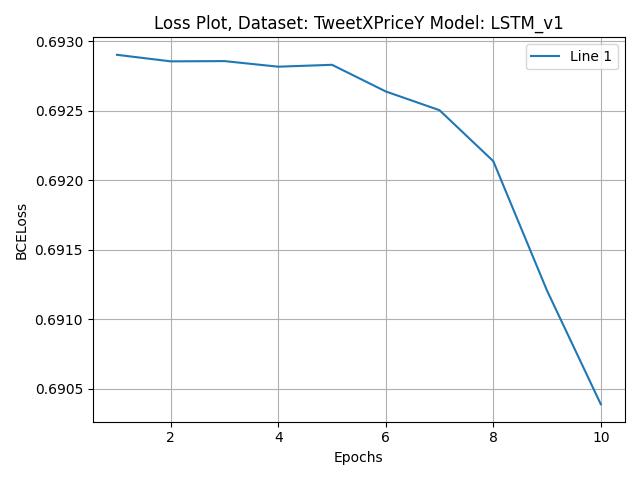 Loss Plot, Dataset: TweetXPriceY Model: LSTM_v1
Line 1
0.6930
0.6925
0.6920
0.6915
0.6910
0.6905
BCELoss
2 4 6 8 10
Epochs